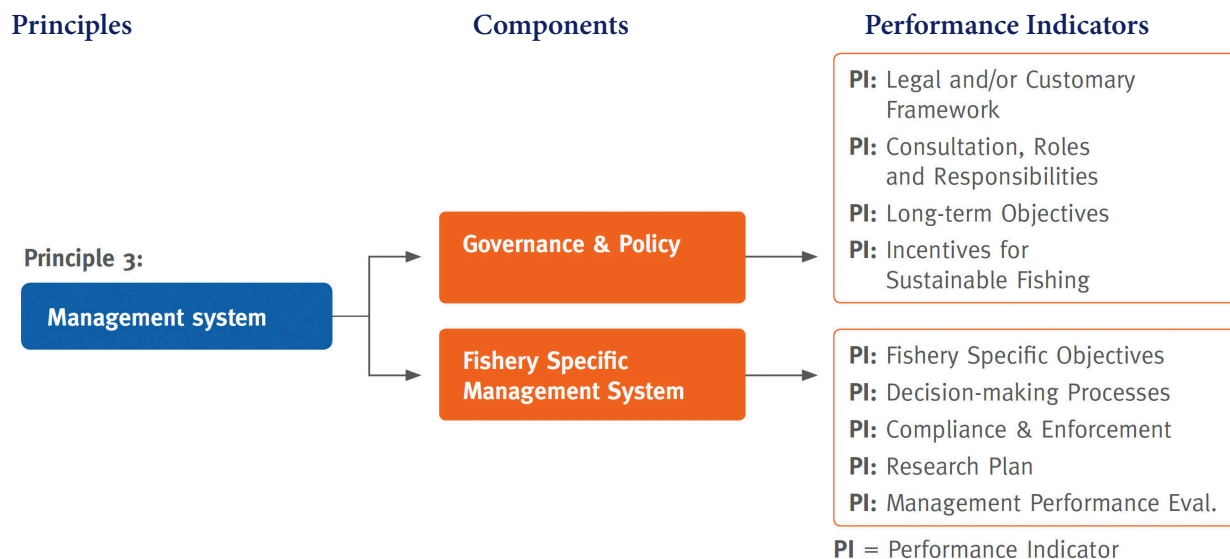 Principles
Components
Performance Indicators
Principle 3:
Management system
Governance & Policy
Fishery Specific
Management System
PI: Legal and/or Customary
Framework
PI: Consultation, Roles
and Responsibilities
PI: Long-term Objectives
PI: Incentives for
Sustainable Fishing
PI: Fishery Specific Objectives
PI: Decision-making Processes
PI: Compliance & Enforcement
PI: Research Plan
PI: Management Performance Eval.
PI = Performance Indicator